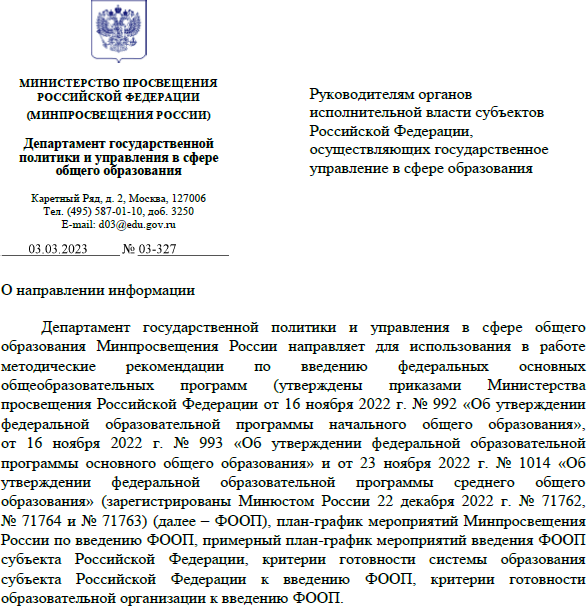 МИНИСТЕРСТВО ПРОСВЕЩЕНИЯ
РОССИЙСКОЙ ФЕДЕРАЦИИ
(МИНПРОСВЕЩЕНИЯ РОССИИ)
Департамент государственной
политики и управления в сфере
общего образования
Каретный Ряд, д. 2, Москва, 127006
Тел. (495) 587-01-10, доб. 3250
E-mail: d03@edu.gov.ru
03.03.2023 № 03-327
Руководителям органов
исполнительной власти субъектов
Российской Федерации,
осуществляющих государственное
управление в сфере образования
О направлении информации
Департамент государственной политики и управления в сфере общего
образования Минпросвещения России направляет для использования в работе
методические рекомендации по введению федеральных основных
общеобразовательных программ (утверждены приказами Министерства
просвещения Российской Федерации от 16 ноября 2022 г. № 992 «Об утверждении
федеральной образовательной программы начального общего образования»,
от 16 ноября 2022 г. № 993 «Об утверждении федеральной образовательной
программы основного общего образования» и от 23 ноября 2022 г. № 1014 «Об
утверждении федеральной образовательной программы среднего общего
образования» (зарегистрированы Минюстом России 22 декабря 2022 г. № 71762,
№ 71764 и № 71763) (далее – ФООП), план-график мероприятий Минпросвещения
России по введению ФООП, примерный план-график мероприятий введения ФООП
субъекта Российской Федерации, критерии готовности системы образования
субъекта Российской Федерации к введению ФООП, критерии готовности
образовательной организации к введению ФООП.